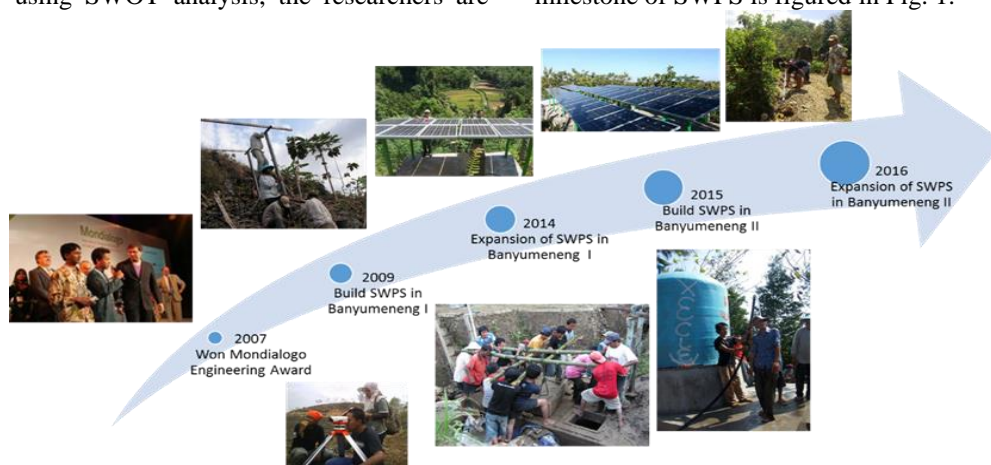 using SWOT analysis, the researchers are
milestone of SWPS is figured in Fig. 1.
Mondialogo
2007
Won Mondialogo
Engineering Award
2009
Build SWPS in
Banyumeneng I
2014
Expansion of SWPS in
Banyumeneng I
2015
Build SWPS in
Banyumeneng II
2016
Expansion of SWPS
in Banyumeneng II